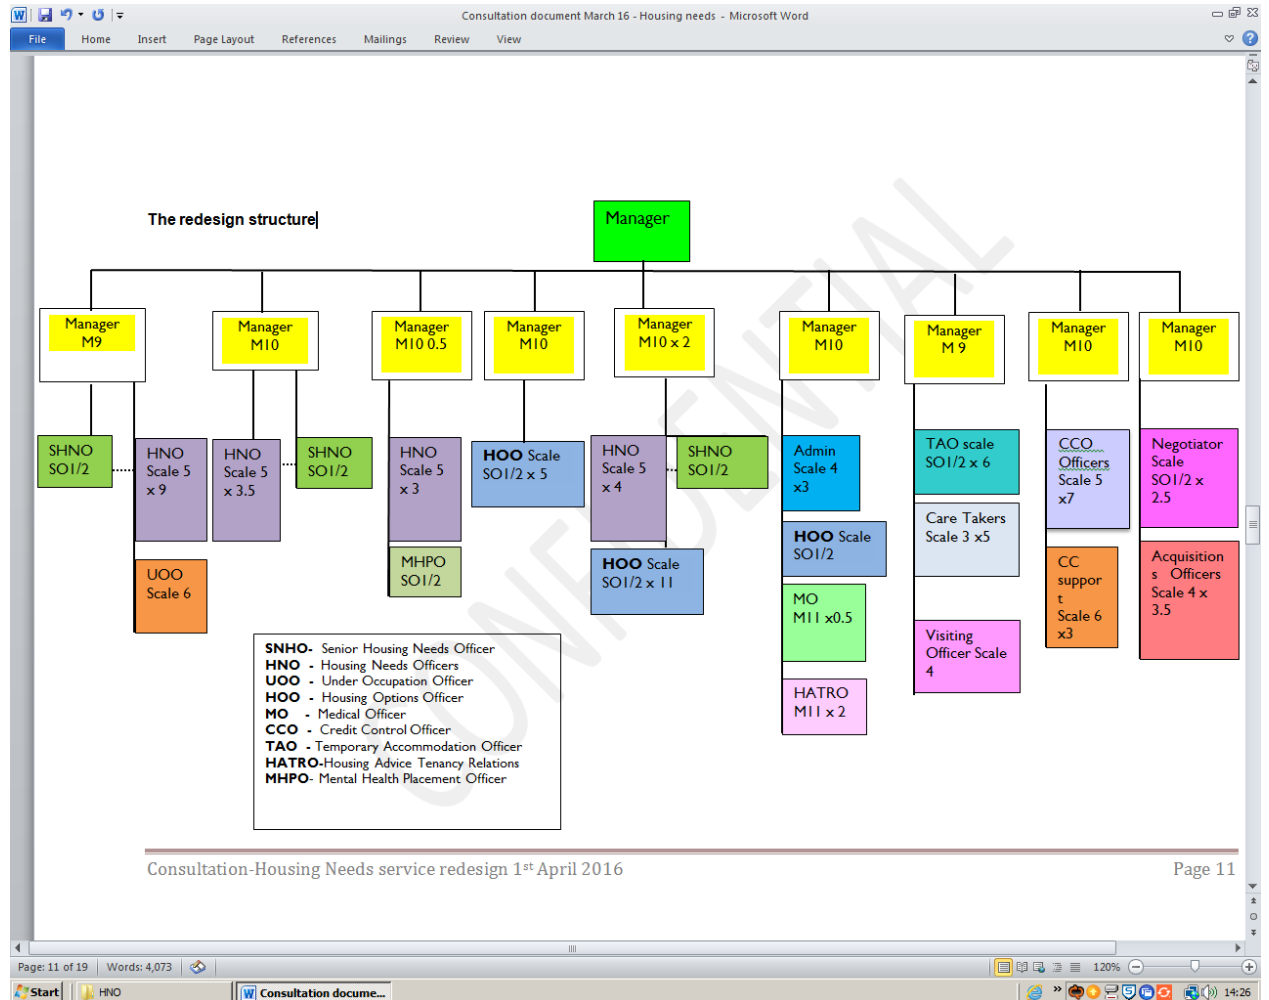 Consultation document March 16 - Housing needs - Microsoft Word
File Home Insert Page Layout References Mailings Review View
The redesign structure
Manager
Manager
M9
Manager
M10
Manager
M10 0.5
Manager
M10
Manager
M10 x 2
Manager
M10
Manager
M 9
Manager
M10
Manager
M10
SHNO
SO1/2
HNO
Scale 5
x 9
UOO
Scale 6
HNO
Scale 5
x 3.5
SHNO
SO1/2
HNO
Scale 5
x 3
MHPO
SO1/2
HOO Scale
SO1/2 x 5
HNO
Scale 5
x 4
SHNO
SO1/2
HOO Scale
SO1/2 x 11
Admin
Scale 4
x3
HOO Scale
SO1/2
MO
M11 x0.5
HATRO
M11 x 2
TAO scale
SO1/2 x 6
Care Takers
Scale 3 x5
Visiting
Officer Scale
4
CCO
Officers
Scale 5
x7
CC
suppor
t
Scale 6
x3
Negotiator
Scale
SO1/2 x
2.5
Acquisition
s Officers
Scale 4 x
3.5
SNHO- Senior Housing Needs Officer
HNO - Housing Needs Officers
UOO - Under Occupation Officer
HOO - Housing Options Officer
MO - Medical Officer
CCO - Credit Control Officer
TAO - Temporary Accommodation Officer
HATRO-Housing Advice Tenancy Relations
MHPO- Mental Health Placement Officer
CONFIDENTIAL
Consultation-Housing Needs service redesign 1st April 2016 Page 11
Page: 11 of 19 Words: 4,073 120%
Start HNO Consultation docume... 14:26